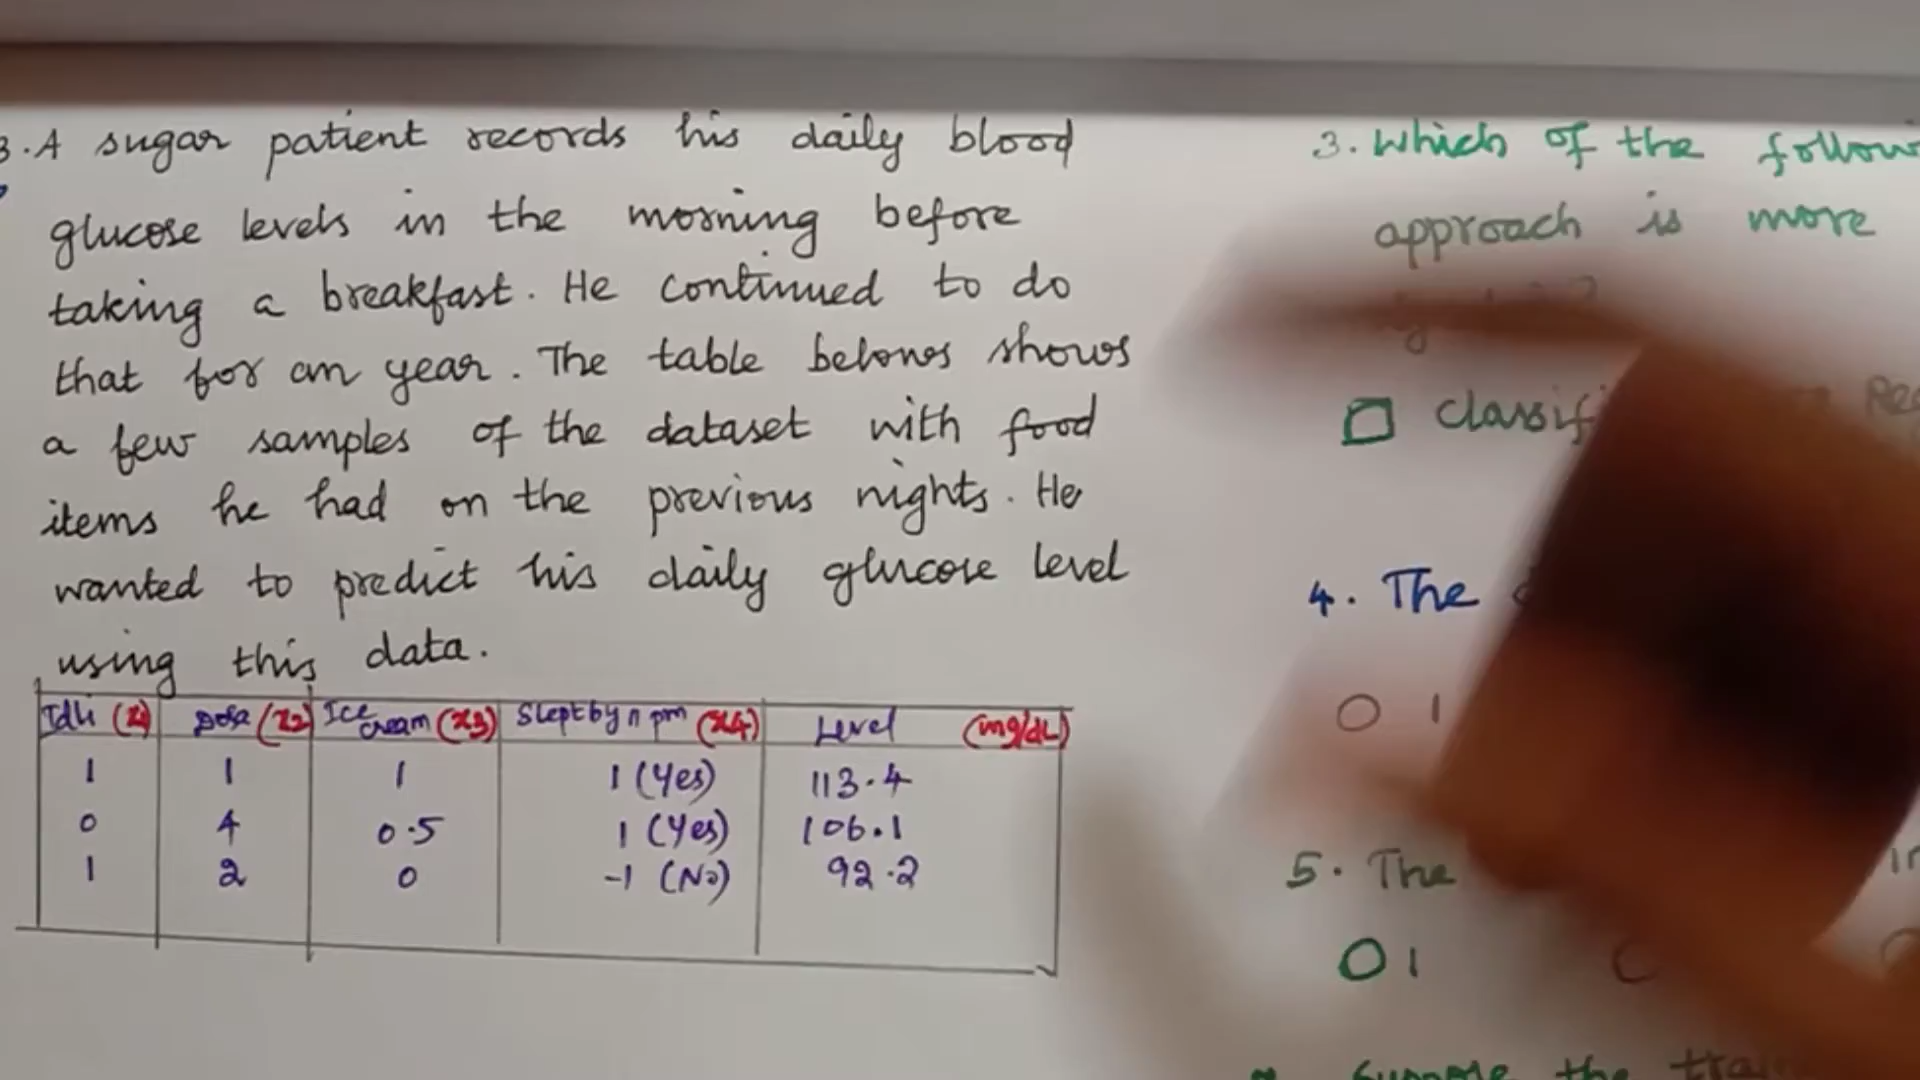 3. A sugar patient records his daily blood
glucose levels in the morning before
taking a breakfast. He continued to do
that for an year. The table belows shows
a few samples of the dataset with food
items he had on the previous nights. He
wanted to predict his daily glucose level
using this data.
Idli (x1) Dosa (x2) Ice cream (x3) Slept by 11 pm (x4) Level (mg/dL)
1 1 1 1 (Yes) 113.4
0 4 0.5 1 (Yes) 106.1
1 2 0 -1 (No) 92.2
3. Which of the
approach is more
4. The
1
5. The
1
Suppose the